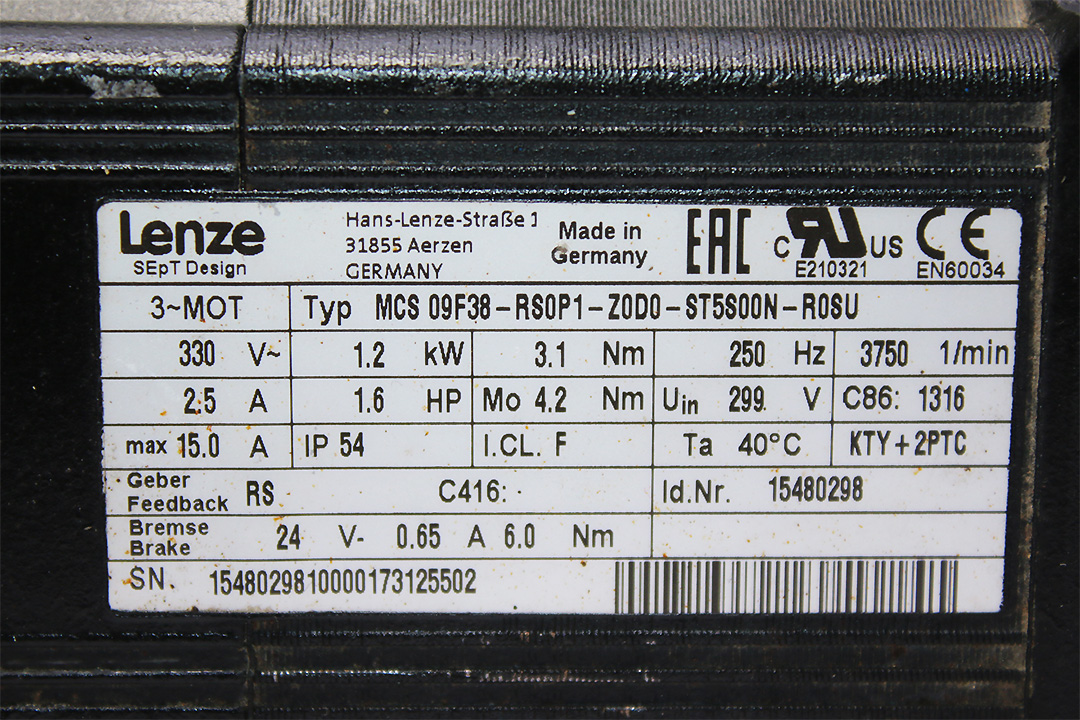 Lenze
SEpT Design
Hans-Lenze-Straße 1
31855 Aerzen
GERMANY
Made in
Germany
EAC
c RU US
E210321
CE
EN60034
3~MOT Typ MCS 09F38-RS0P1-Z0D0-ST5S00N-R0SU
330 V~ 1.2 kW 3.1 Nm 250 Hz 3750 1/min
2.5 A 1.6 HP Mo 4.2 Nm Uin 299. V C86: 1316
max 15.0 A IP 54 I.CL. F Ta 40°C KTY+2PTC
Geber
Feedback RS C416: - Id.Nr. 15480298
Bremse
Brake 24 V- 0.65 A 6.0 Nm
SN. 1548029810000173125502